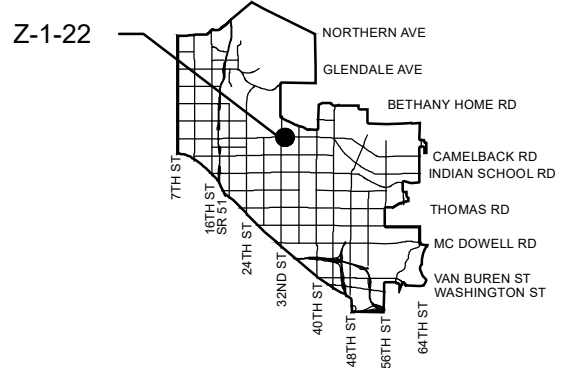 Z-1-22
NORTHERN AVE
GLENDALE AVE
BETHANY HOME RD
CAMELBACK RD
INDIAN SCHOOL RD
THOMAS RD
MC DOWELL RD
VAN BUREN ST
WASHINGTON ST
7TH ST
16TH ST
SR 51
24TH ST
32ND ST
40TH ST
48TH ST
56TH ST
64TH ST